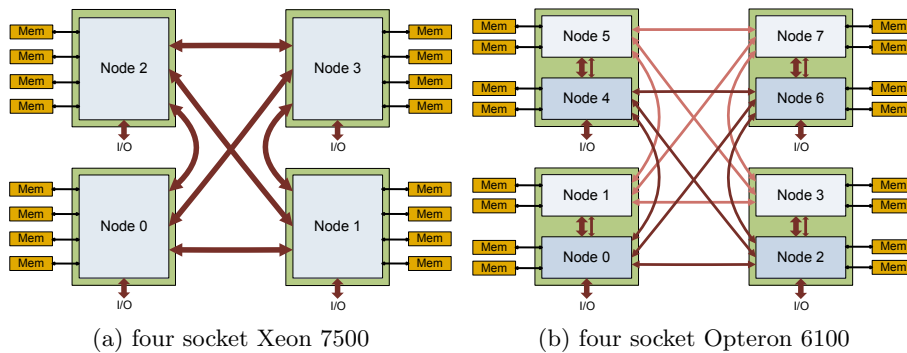 Mem
Mem
Mem
Mem
Node 2
Node 3
Mem
Mem
Mem
Mem
I/O
I/O
Mem
Mem
Mem
Mem
Node 0
Node 1
Mem
Mem
Mem
Mem
I/O
I/O
(a) four socket Xeon 7500
Mem
Mem
Mem
Mem
Node 5
Node 4
Node 7
Node 6
Mem
Mem
Mem
Mem
I/O
I/O
Mem
Mem
Mem
Mem
Node 1
Node 0
Node 3
Node 2
Mem
Mem
Mem
Mem
I/O
I/O
(b) four socket Opteron 6100